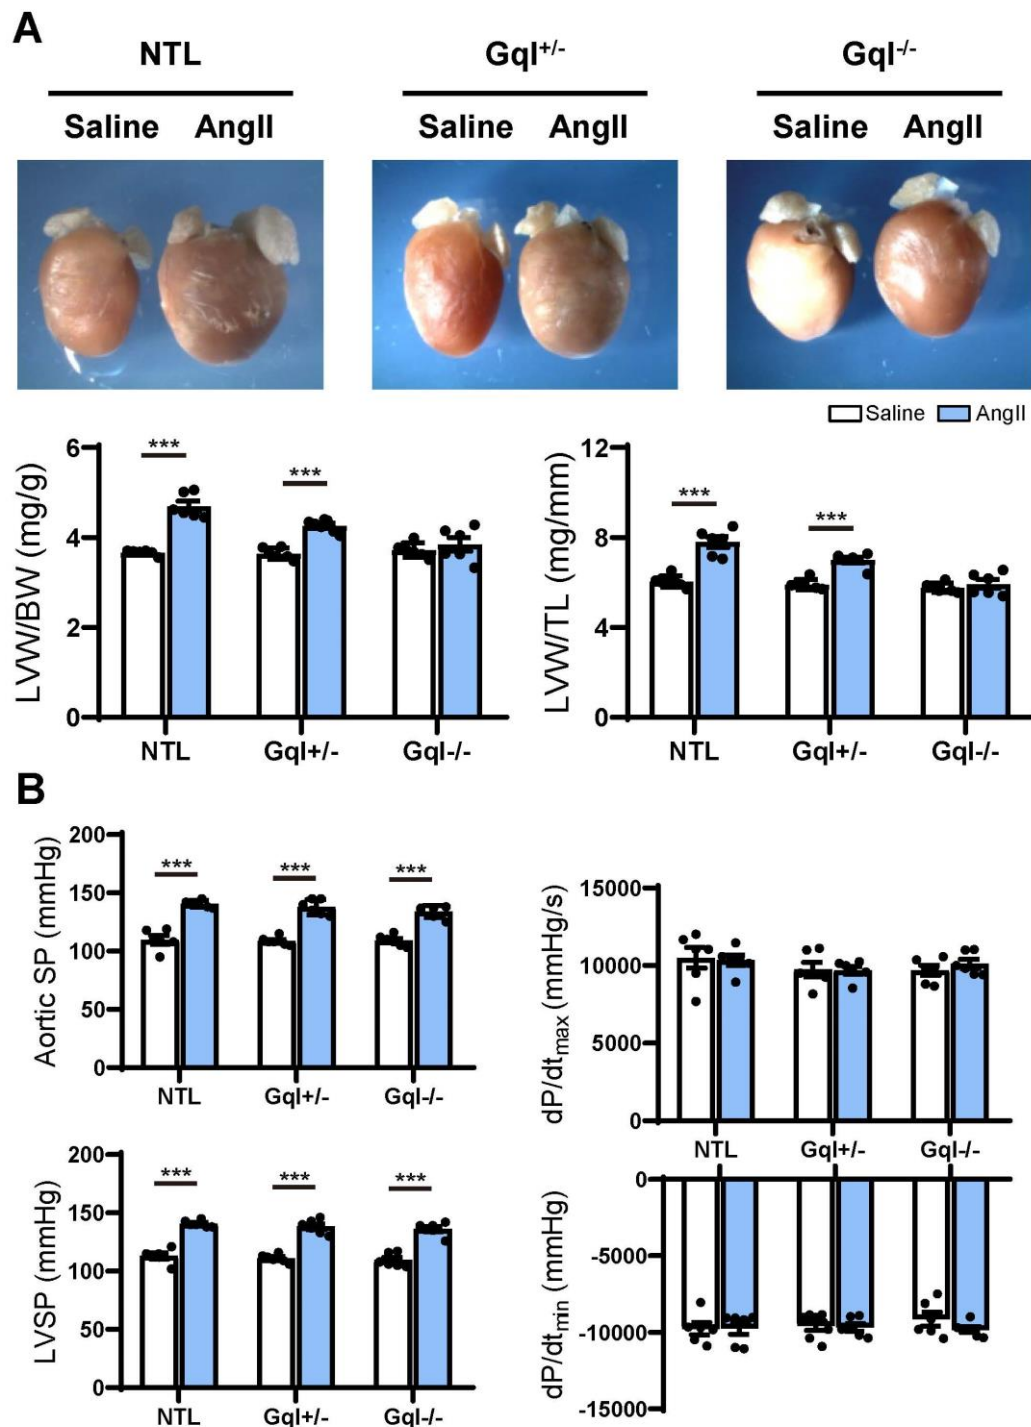 A
NTL Gql+/- Gql-/-
Saline AngII Saline AngII Saline AngII
Saline AngII
LVW/BW (mg/g)
6
4
2
0
***
***
NTL Gql+/- Gql-/-
LVW/TL (mg/mm)
12
8
4
0
***
***
NTL Gql+/- Gql-/-
B
Aortic SP (mmHg)
200
150
100
50
0
*** *** ***
NTL Gql+/- Gql-/-
dP/dtmax (mmHg/s)
15000
10000
5000
0
NTL Gql+/- Gql-/-
LVSP (mmHg)
200
150
100
50
0
*** *** ***
NTL Gql+/- Gql-/-
dP/dtmin (mmHg)
0
-5000
-10000
-15000